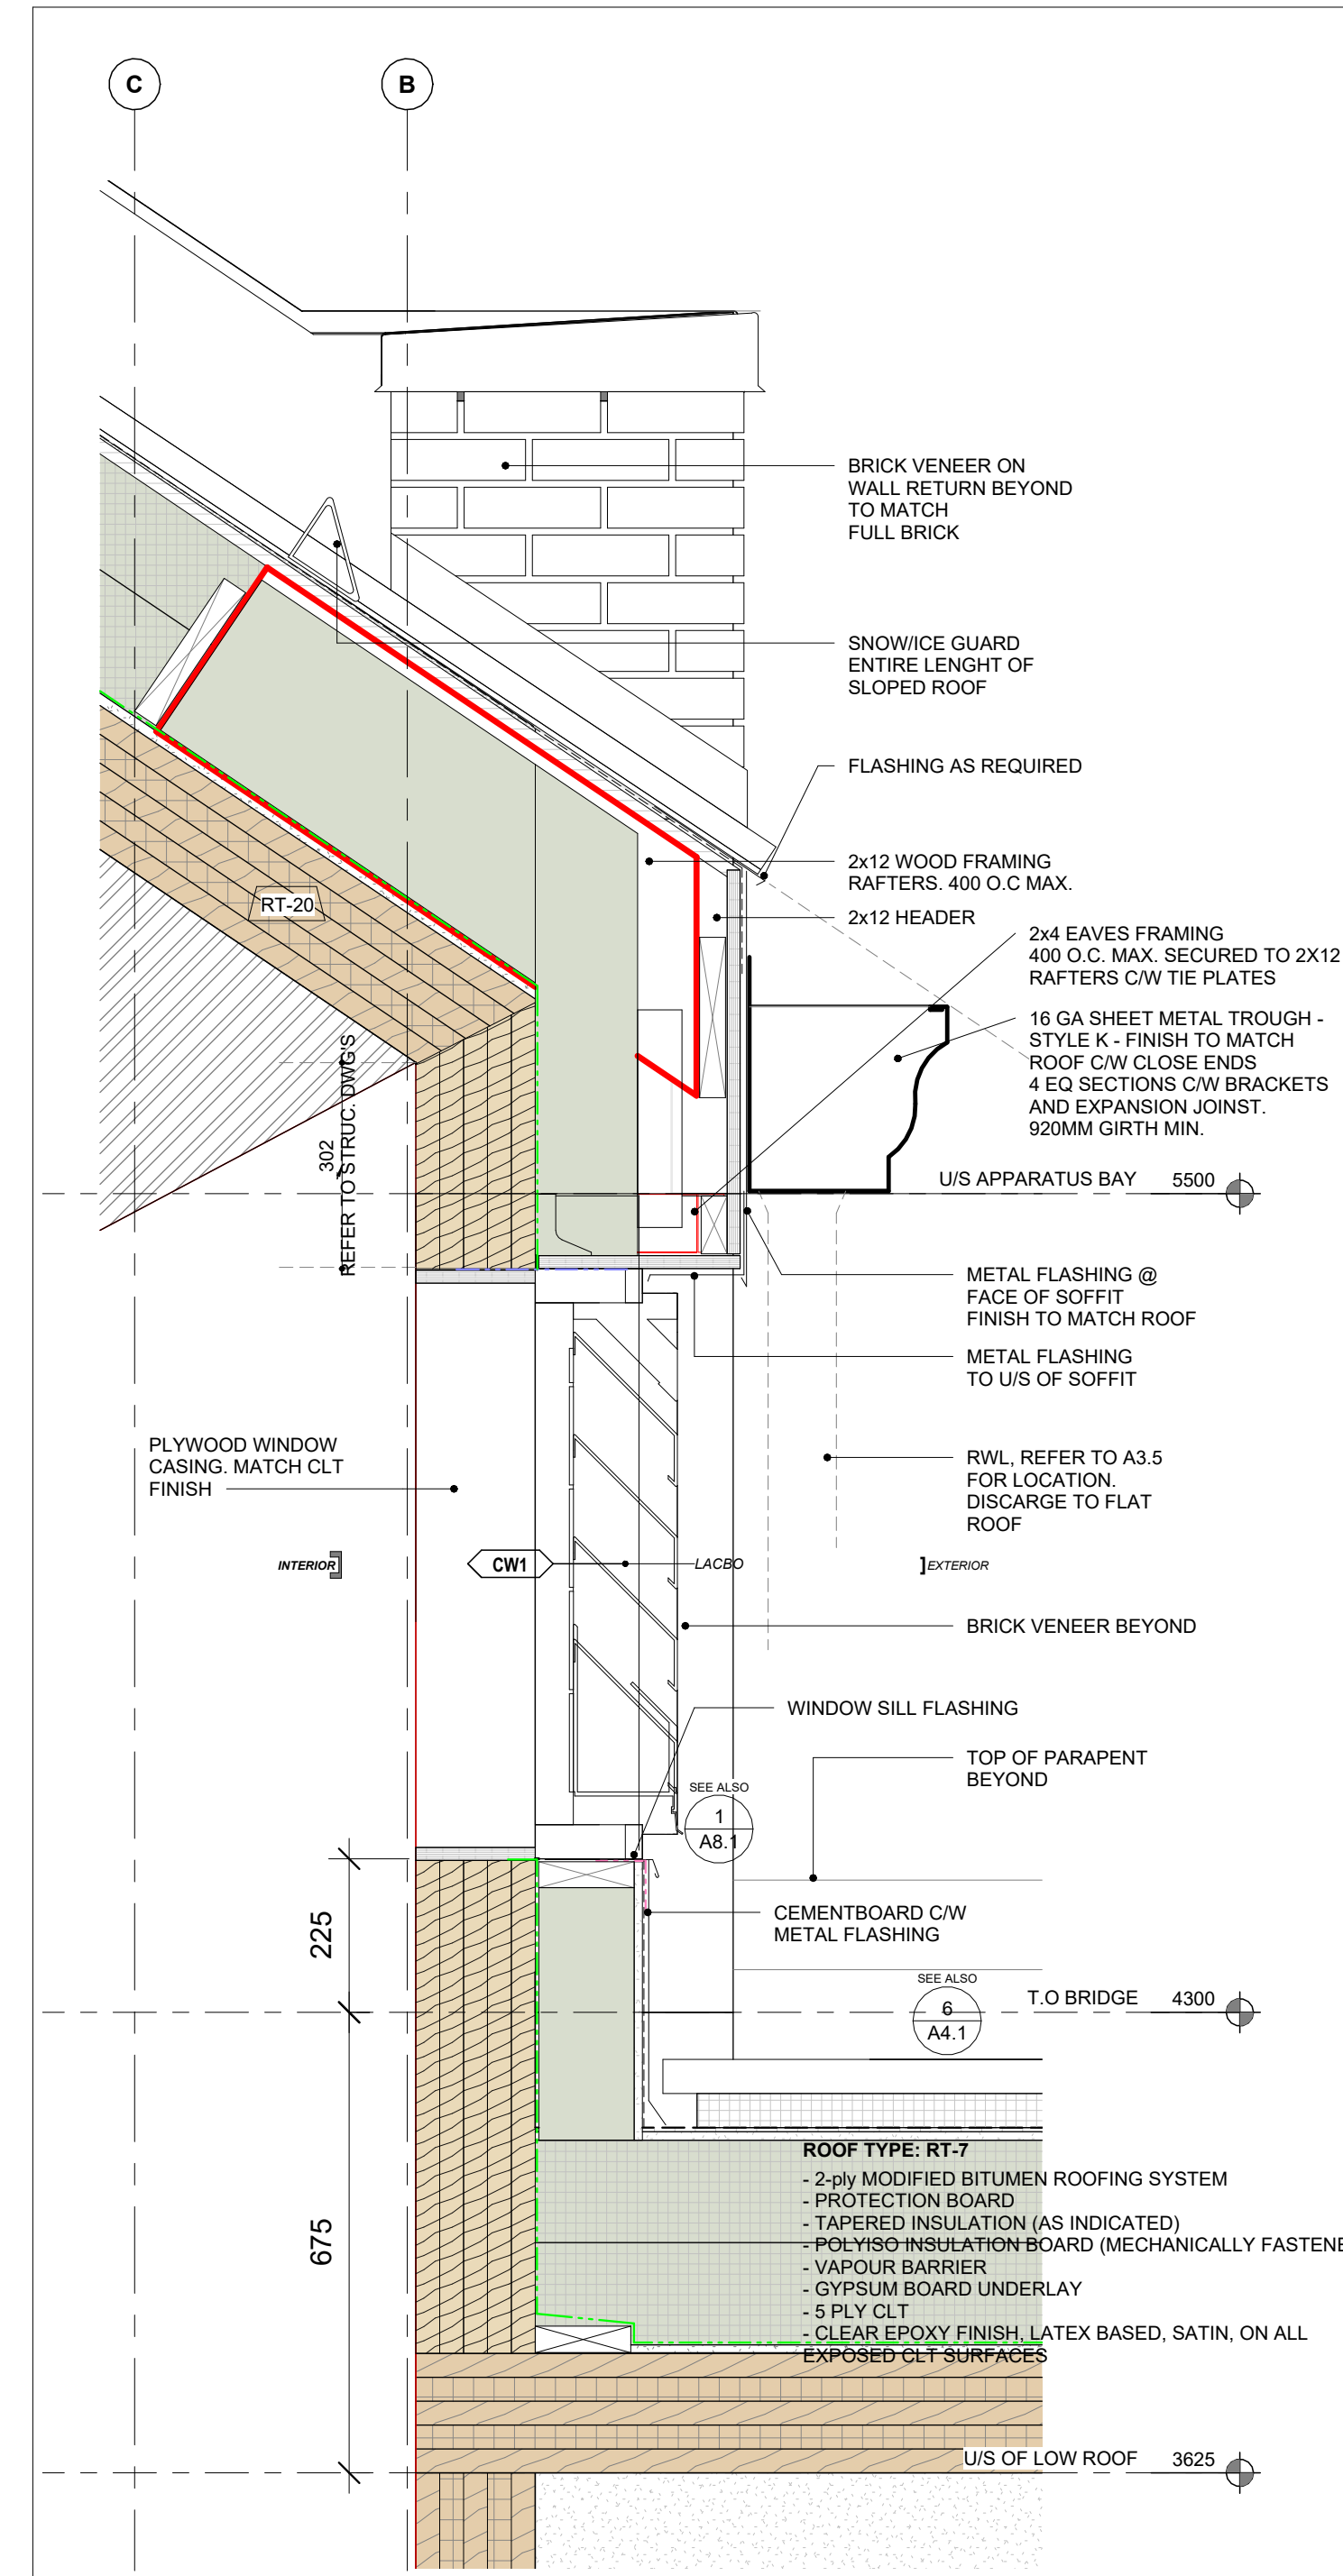 C
B
BRICK VENEER ON
WALL RETURN BEYOND
TO MATCH
FULL BRICK
SNOW/ICE GUARD
ENTIRE LENGHT OF
SLOPED ROOF
FLASHING AS REQUIRED
2x12 WOOD FRAMING
RAFTERS. 400 O.C MAX.
2x12 HEADER
RT-20
2x4 EAVES FRAMING
400 O.C. MAX. SECURED TO 2X12
RAFTERS C/W TIE PLATES
16 GA SHEET METAL TROUGH -
STYLE K - FINISH TO MATCH
ROOF C/W CLOSE ENDS
4 EQ SECTIONS C/W BRACKETS
AND EXPANSION JOINST.
920MM GIRTH MIN.
302
REFER TO STRUC. DWG'S
U/S APPARATUS BAY 5500
METAL FLASHING @
FACE OF SOFFIT
FINISH TO MATCH ROOF
METAL FLASHING
TO U/S OF SOFFIT
PLYWOOD WINDOW
CASING. MATCH CLT
FINISH
RWL, REFER TO A3.5
FOR LOCATION.
DISCARGE TO FLAT
ROOF
INTERIOR
CW1
LACBO
EXTERIOR
BRICK VENEER BEYOND
WINDOW SILL FLASHING
TOP OF PARAPENT
BEYOND
SEE ALSO
1
A8.1
225
CEMENTBOARD C/W
METAL FLASHING
SEE ALSO
6
A4.1
T.O BRIDGE 4300
675
ROOF TYPE: RT-7
- 2-ply MODIFIED BITUMEN ROOFING SYSTEM
- PROTECTION BOARD
- TAPERED INSULATION (AS INDICATED)
- POLYISO INSULATION BOARD (MECHANICALLY FASTENE
- VAPOUR BARRIER
- GYPSUM BOARD UNDERLAY
- 5 PLY CLT
- CLEAR EPOXY FINISH, LATEX BASED, SATIN, ON ALL
EXPOSED CLT SURFACES
U/S OF LOW ROOF 3625